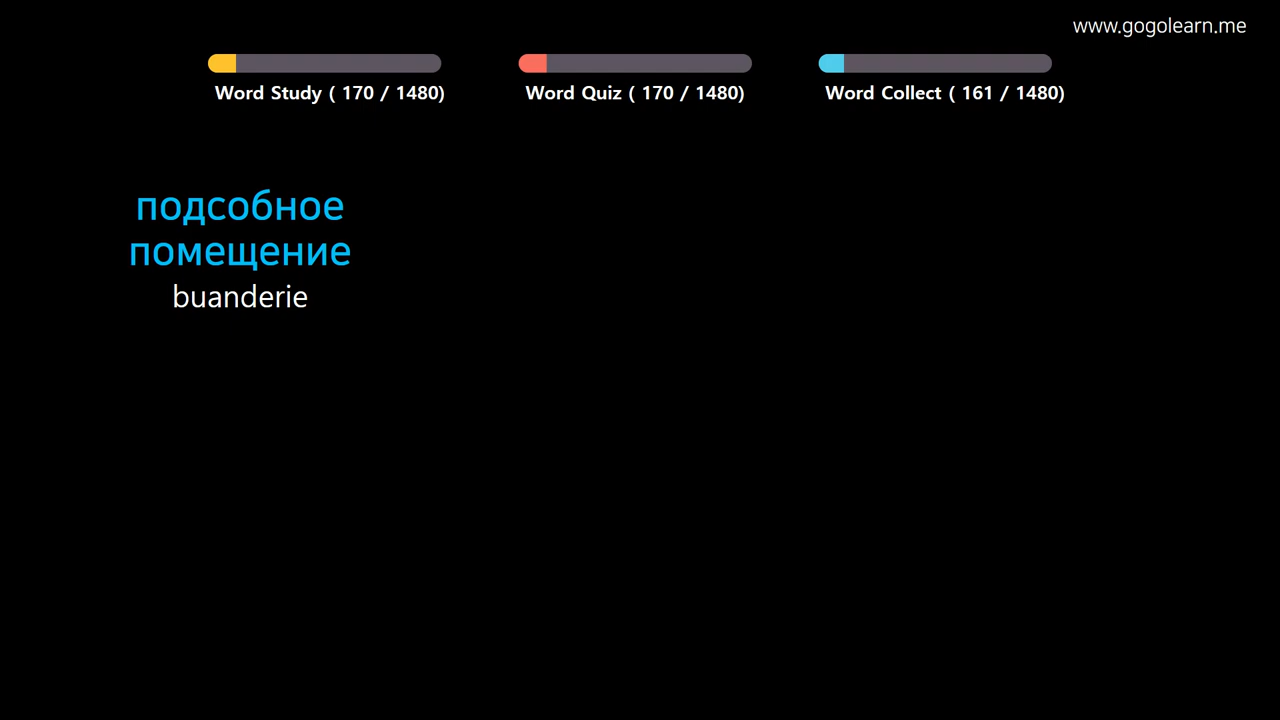 www.gogolearn.me
Word Study ( 170 / 1480)
Word Quiz ( 170 / 1480)
Word Collect ( 161 / 1480)
подсобное
помещение
buanderie